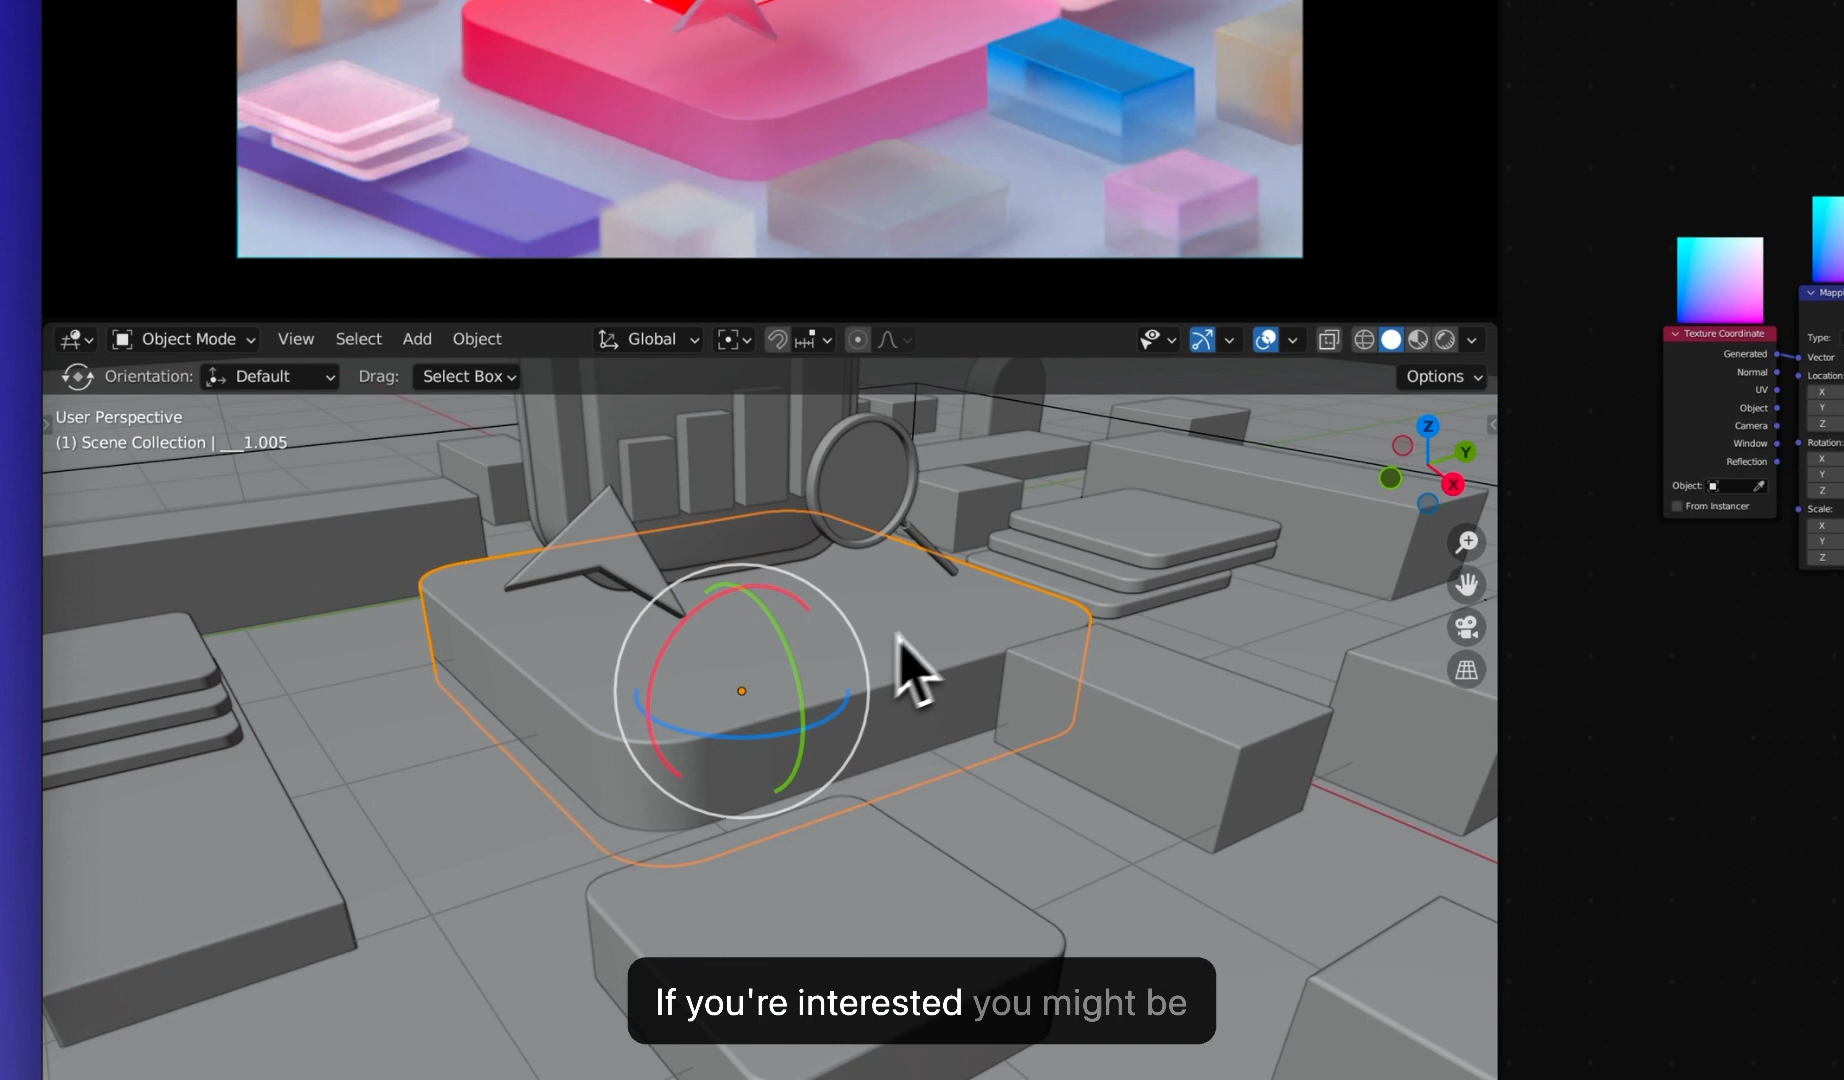 Object Mode View Select Add Object Global
Orientation: Default Drag: Select Box Options
User Perspective
(1) Scene Collection | __1.005
Z
Y
X
Texture Coordinate
Generated
Normal
UV
Object
Camera
Window
Reflection
Object:
From Instancer
Mapp
Type:
Vector
Location:
X
Y
Z
Rotation:
X
Y
Z
Scale:
X
Y
Z
If you're interested you might be